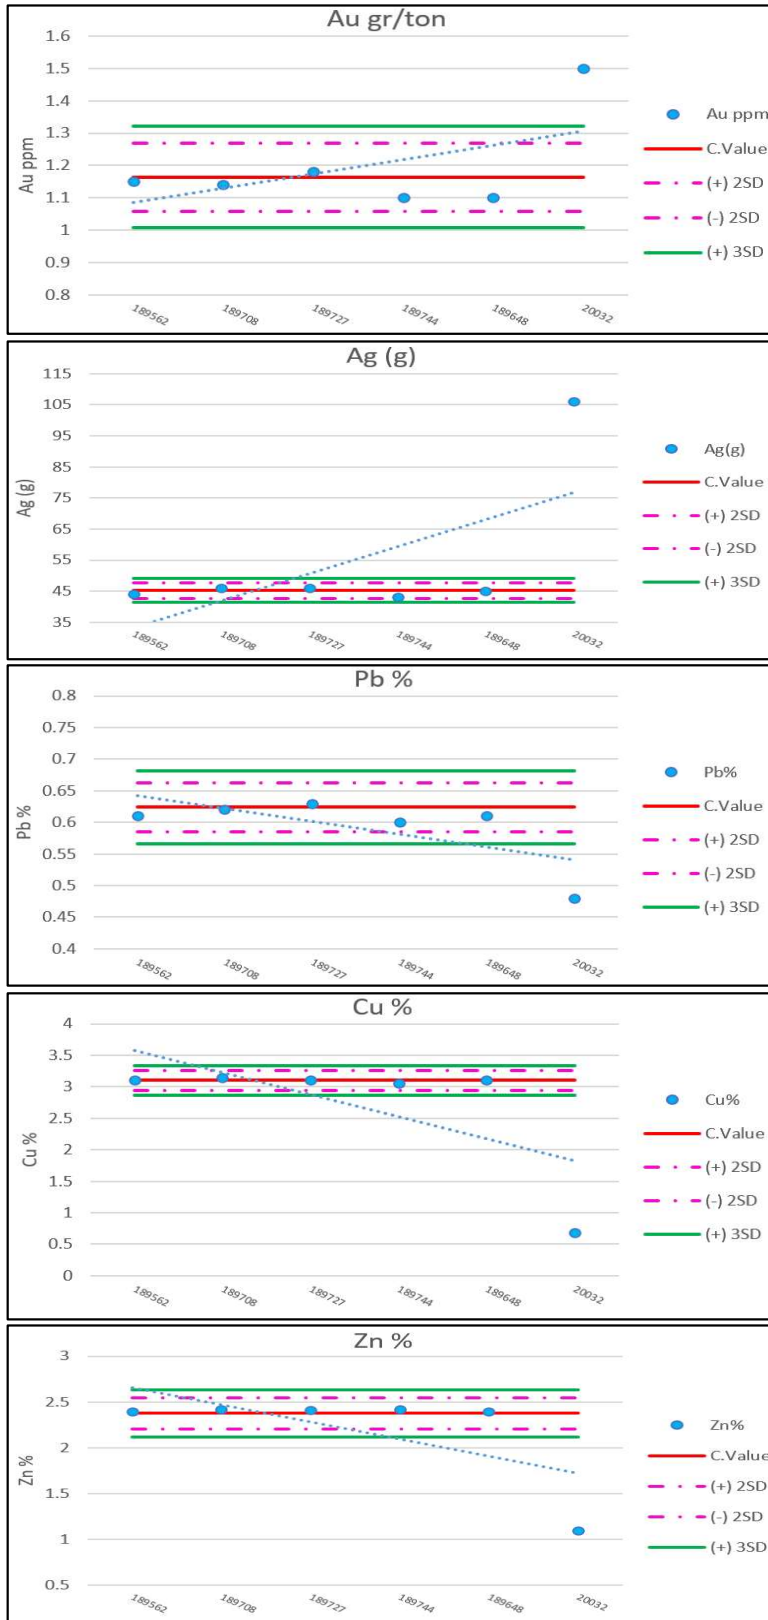 Au gr/ton
1.6
1.5
1.4
1.3
1.2
1.1
1
0.9
0.8
Au ppm
189562 189708 189727 189744 189648 20032
Au ppm
C.Value
(+) 2SD
(-) 2SD
(+) 3SD
Ag (g)
115
105
95
85
75
65
55
45
35
Ag (g)
189562 189708 189727 189744 189648 20032
Ag(g)
C.Value
(+) 2SD
(-) 2SD
(+) 3SD
Pb %
0.8
0.75
0.7
0.65
0.6
0.55
0.5
0.45
0.4
Pb %
189562 189708 189727 189744 189648 20032
Pb%
C.Value
(+) 2SD
(-) 2SD
(+) 3SD
Cu %
4
3.5
3
2.5
2
1.5
1
0.5
0
Cu %
189562 189708 189727 189744 189648 20032
Cu%
C.Value
(+) 2SD
(-) 2SD
(+) 3SD
Zn %
3
2.5
2
1.5
1
0.5
Zn %
189562 189708 189727 189744 189648 20032
Zn%
C.Value
(+) 2SD
(-) 2SD
(+) 3SD